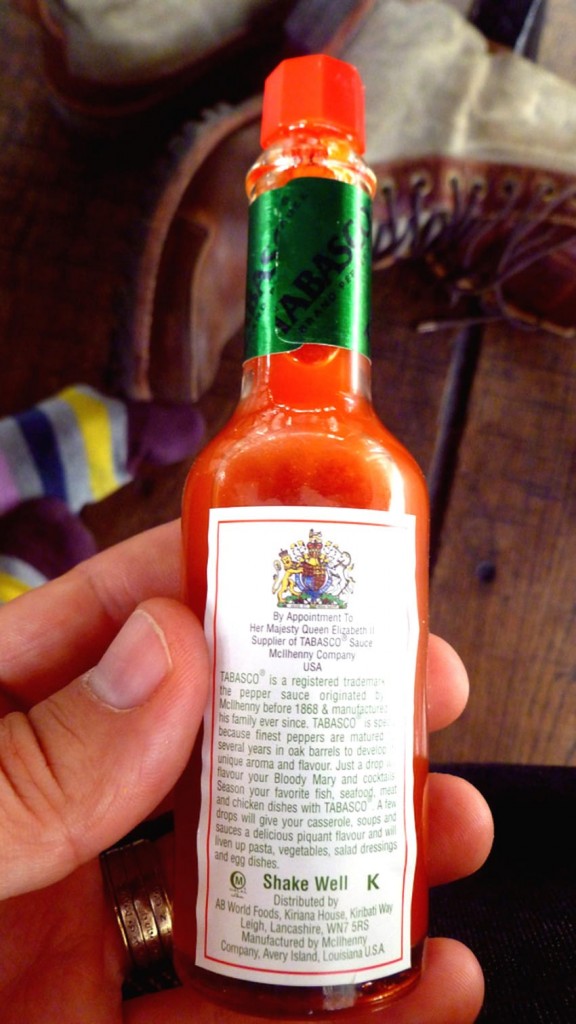 TABASCO
By Appointment To
Her Majesty Queen Elizabeth II
Supplier of TABASCO® Sauce
McIlhenny Company
USA
TABASCO® is a registered trademark
the pepper sauce originated by
McIlhenny before 1868 & manufactured
his family ever since. TABASCO® is
because finest peppers are matured
several years in oak barrels to develop
unique aroma and flavour. Just a drop
flavour your Bloody Mary and cocktails
Season your favorite fish, seafood, meat
and chicken dishes with TABASCO®. A few
drops will give your casserole, soups and
sauces a delicious piquant flavour and will
liven up pasta, vegetables, salad dressings
and egg dishes.
M Shake Well K
Distributed by
AB World Foods, Kiriana House, Kiribati Way
Leigh, Lancashire, WN7 5RS
Manufactured by McIlhenny
Company, Avery Island, Louisiana U.S.A.